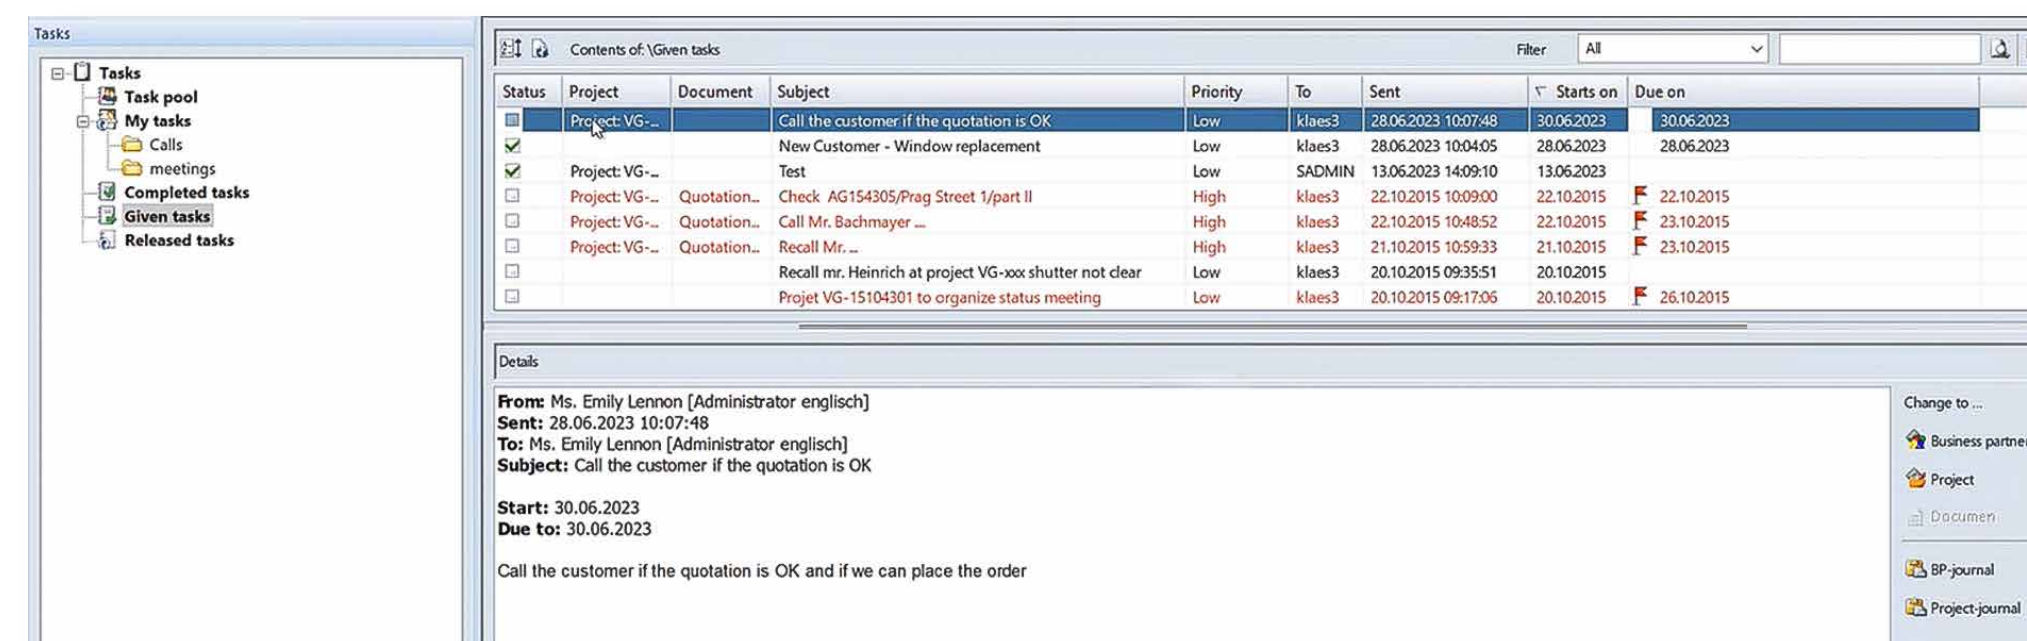 Tasks
Tasks
Task pool
My tasks
Calls
meetings
Completed tasks
Given tasks
Released tasks
Contents of: \Given tasks Filter All
Status Project Document Subject Priority To Sent Starts on Due on
Project: VG-... Call the customer if the quotation is OK Low klaes3 28.06.2023 10:07:48 30.06.2023 30.06.2023
New Customer - Window replacement Low klaes3 28.06.2023 10:04:05 28.06.2023 28.06.2023
Project: VG-... Test Low SADMIN 13.06.2023 14:09:10 13.06.2023
Project: VG-... Quotation... Check AG154305/Prag Street 1/part II High klaes3 22.10.2015 10:09:00 22.10.2015 22.10.2015
Project: VG-... Quotation... Call Mr. Bachmayer ... High klaes3 22.10.2015 10:48:52 22.10.2015 23.10.2015
Project: VG-... Quotation... Recall Mr. ... High klaes3 21.10.2015 10:59:33 21.10.2015 23.10.2015
Recall mr. Heinrich at project VG-xxx shutter not clear Low klaes3 20.10.2015 09:35:51 20.10.2015
Projet VG-15104301 to organize status meeting Low klaes3 20.10.2015 09:17:06 20.10.2015 26.10.2015
Details
From: Ms. Emily Lennon [Administrator englisch]
Sent: 28.06.2023 10:07:48
To: Ms. Emily Lennon [Administrator englisch]
Subject: Call the customer if the quotation is OK
Start: 30.06.2023
Due to: 30.06.2023
Call the customer if the quotation is OK and if we can place the order
Change to ...
Business partne
Project
Documen
BP-journal
Project-journal